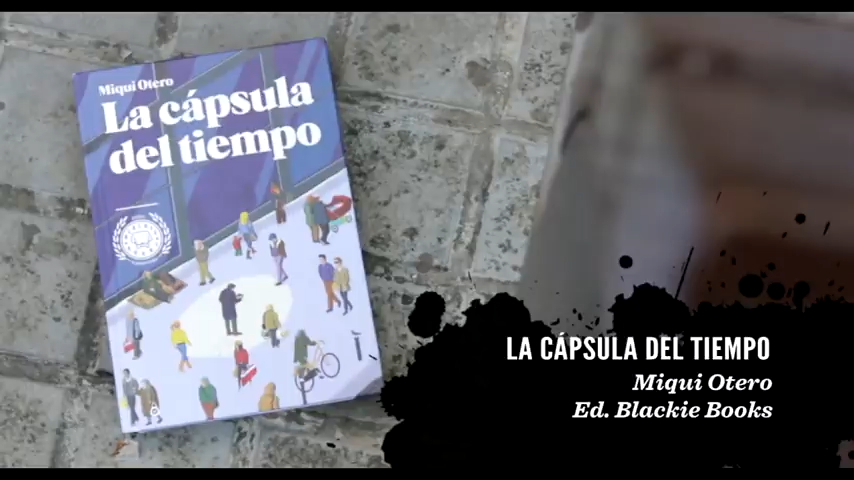 Miqui Otero
La cápsula
del tiempo
LA CÁPSULA DEL TIEMPO
Miqui Otero
Ed. Blackie Books